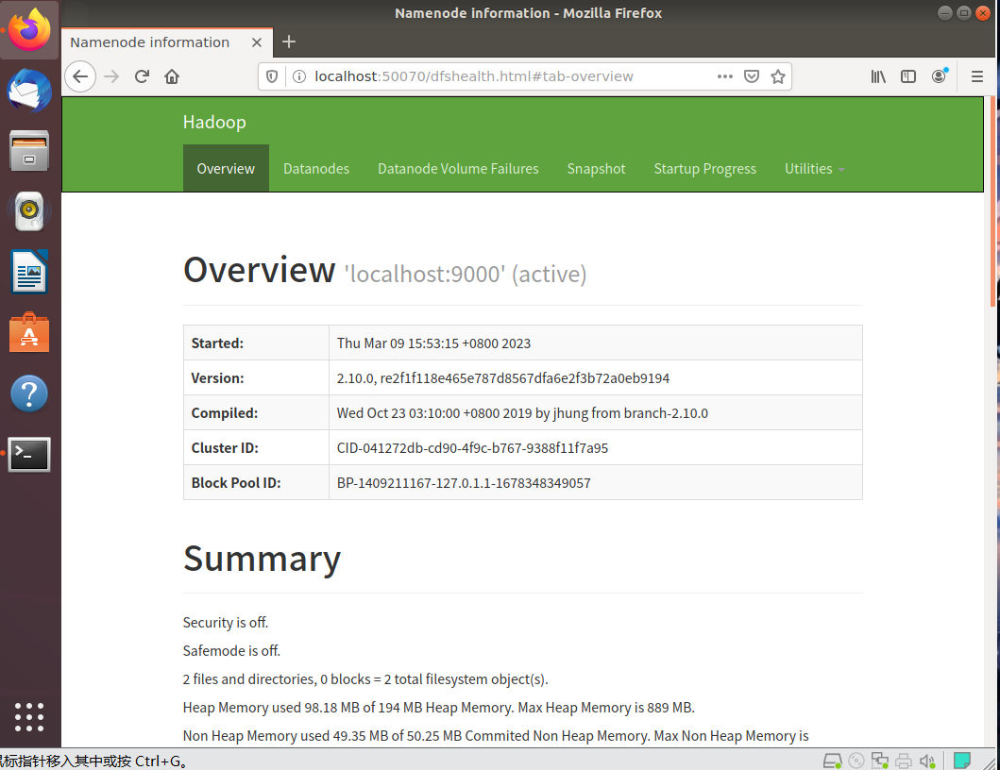 Namenode information - Mozilla Firefox
Namenode information
localhost:50070/dfshealth.html#tab-overview
Hadoop
Overview Datanodes Datanode Volume Failures Snapshot Startup Progress Utilities
Overview 'localhost:9000' (active)
Started: Thu Mar 09 15:53:15 +0800 2023
Version: 2.10.0, re2f1f118e465e787d8567dfa6e2f3b72a0eb9194
Compiled: Wed Oct 23 03:10:00 +0800 2019 by jhung from branch-2.10.0
Cluster ID: CID-041272db-cd90-4f9c-b767-9388f11f7a95
Block Pool ID: BP-1409211167-127.0.1.1-1678348349057
Summary
Security is off.
Safemode is off.
2 files and directories, 0 blocks = 2 total filesystem object(s).
Heap Memory used 98.18 MB of 194 MB Heap Memory. Max Heap Memory is 889 MB.
Non Heap Memory used 49.35 MB of 50.25 MB Commited Non Heap Memory. Max Non Heap Memory is
鼠标指针移入其中或按 Ctrl+G。